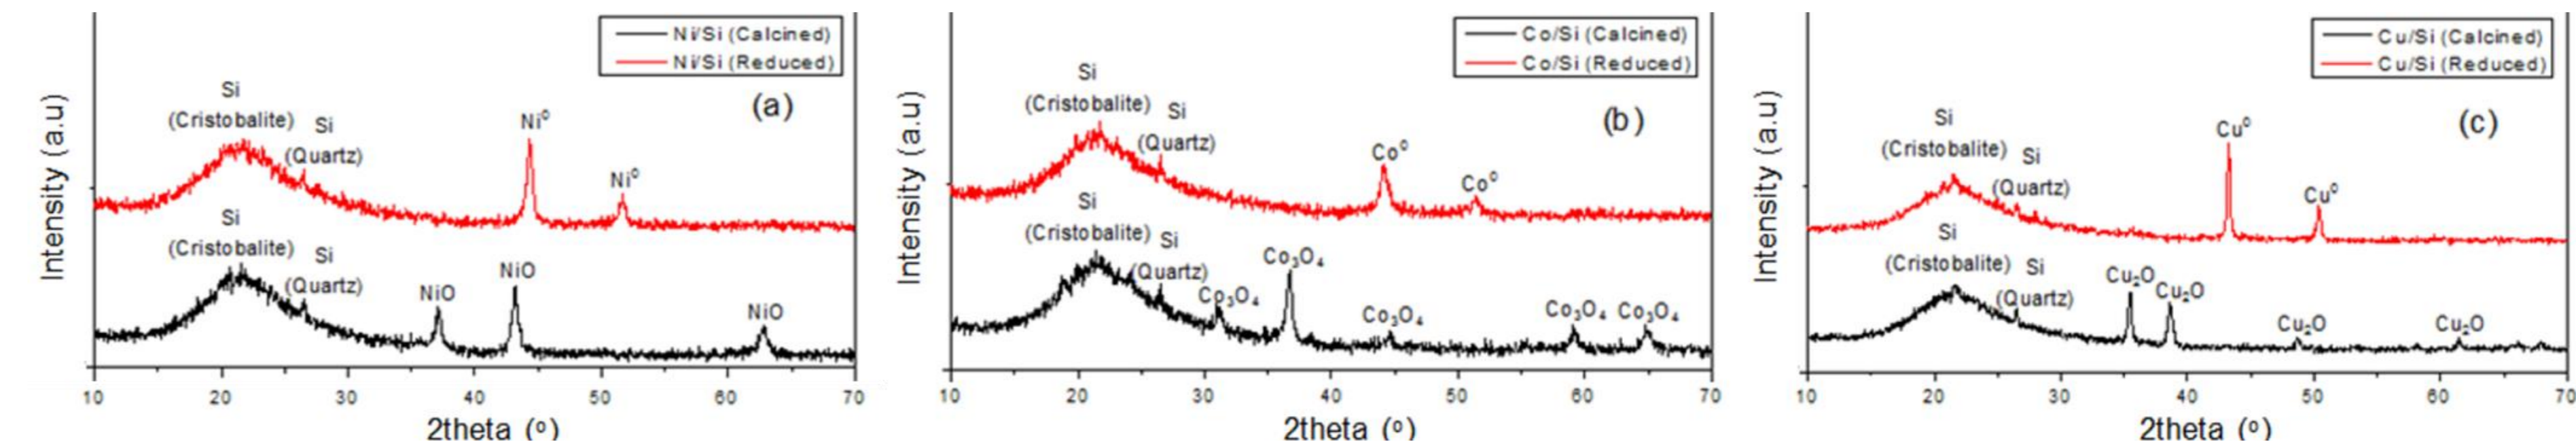 Ni/Si (Calcined)
Ni/Si (Reduced)
(a)
Si
(Cristobalite)
Si
(Quartz)
Ni⁰
Ni⁰
Si
(Cristobalite)
Si
(Quartz)
NiO
NiO
NiO
Intensity (a.u)
10 20 30 40 50 60 70
2theta (º)
Co/Si (Calcined)
Co/Si (Reduced)
(b)
Si
(Cristobalite)
Si
(Quartz)
Co⁰
Co⁰
Si
(Cristobalite)
Si
(Quartz)
Co₃O₄
Co₃O₄
Co₃O₄
Co₃O₄ Co₃O₄
Intensity (a.u)
10 20 30 40 50 60 70
2theta (º)
Cu/Si (Calcined)
Cu/Si (Reduced)
(c)
Si
(Cristobalite)
Si
(Quartz)
Cu⁰
Cu⁰
Si
(Cristobalite)
Si
(Quartz)
Cu₂O
Cu₂O
Cu₂O
Cu₂O
Intensity (a.u)
10 20 30 40 50 60 70
2theta (º)